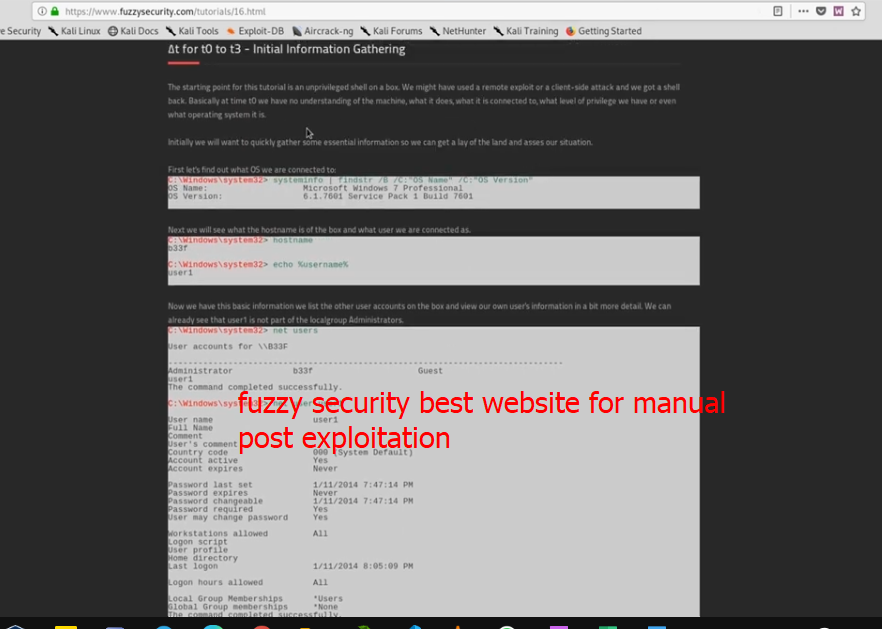 https://www.fuzzysecurity.com/tutorials/16.html
e Security Kali Linux Kali Docs Kali Tools Exploit-DB Aircrack-ng Kali Forums NetHunter Kali Training Getting Started
Δt for t0 to t3 - Initial Information Gathering
The starting point for this tutorial is an unprivileged shell on a box. We might have used a remote exploit or a client-side attack and we got a shell
back. Basically at time t0 we have no understanding of the machine, what it does, what it is connected to, what level of privilege we have or even
what operating system it is.
Initially we will want to quickly gather some essential information so we can get a lay of the land and asses our situation.
First let's find out what OS we are connected to:
C:\Windows\system32> systeminfo | findstr /B /C:"OS Name" /C:"OS Version"
OS Name: Microsoft Windows 7 Professional
OS Version: 6.1.7601 Service Pack 1 Build 7601
Next we will see what the hostname is of the box and what user we are connected as.
C:\Windows\system32> hostname
b33f
C:\Windows\system32> echo %username%
user1
Now we have this basic information we list the other user accounts on the box and view our own user's information in a bit more detail. We can
already see that user1 is not part of the localgroup Administrators.
C:\Windows\system32> net users
User accounts for \\B33F
-------------------------------------------------------------------------------
Administrator b33f Guest
user1
The command completed successfully.
C:\Windows\system32>
fuzzy security best website for manual
post exploitation
User name user1
Full Name
Comment
User's comment
Country code 000 (System Default)
Account active Yes
Account expires Never
Password last set 1/11/2014 7:47:14 PM
Password expires Never
Password changeable 1/11/2014 7:47:14 PM
Password required Yes
User may change password Yes
Workstations allowed All
Logon script
User profile
Home directory
Last logon 1/11/2014 8:05:09 PM
Logon hours allowed All
Local Group Memberships *Users
Global Group memberships *None
The command completed successfully.